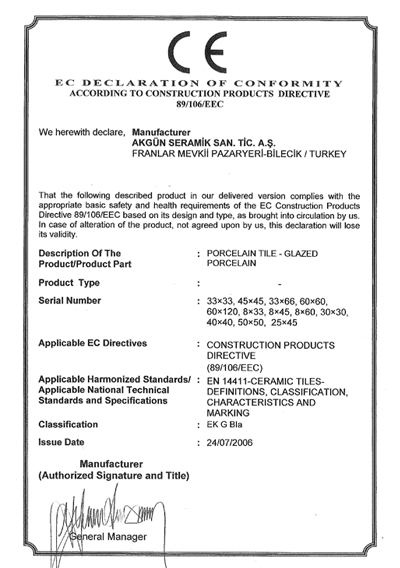 CE
EC DECLARATION OF CONFORMITY
ACCORDING TO CONSTRUCTION PRODUCTS DIRECTIVE
89/106/EEC
We herewith declare, Manufacturer
AKGÜN SERAMİK SAN. TİC. A.Ş.
FRANLAR MEVKİİ PAZARYERİ-BİLECİK / TURKEY
That the following described product in our delivered version complies with the
appropriate basic safety and health requirements of the EC Construction Products
Directive 89/106/EEC based on its design and type, as brought into circulation by us.
In case of alteration of the product, not agreed upon by us, this declaration will lose
its validity.
Description Of The : PORCELAIN TILE - GLAZED
Product/Product Part PORCELAIN
Product Type : -
Serial Number : 33×33, 45×45, 33×66, 60×60,
60×120, 8×33, 8×45, 8×60, 30×30,
40×40, 50×50, 25×45
Applicable EC Directives : CONSTRUCTION PRODUCTS
DIRECTIVE
(89/106/EEC)
Applicable Harmonized Standards/ : EN 14411-CERAMIC TILES-
Applicable National Technical DEFINITIONS, CLASSIFICATION,
Standards and Specifications CHARACTERISTICS AND
MARKING
Classification : EK G BIa
Issue Date : 24/07/2006
Manufacturer
(Authorized Signature and Title)
General Manager